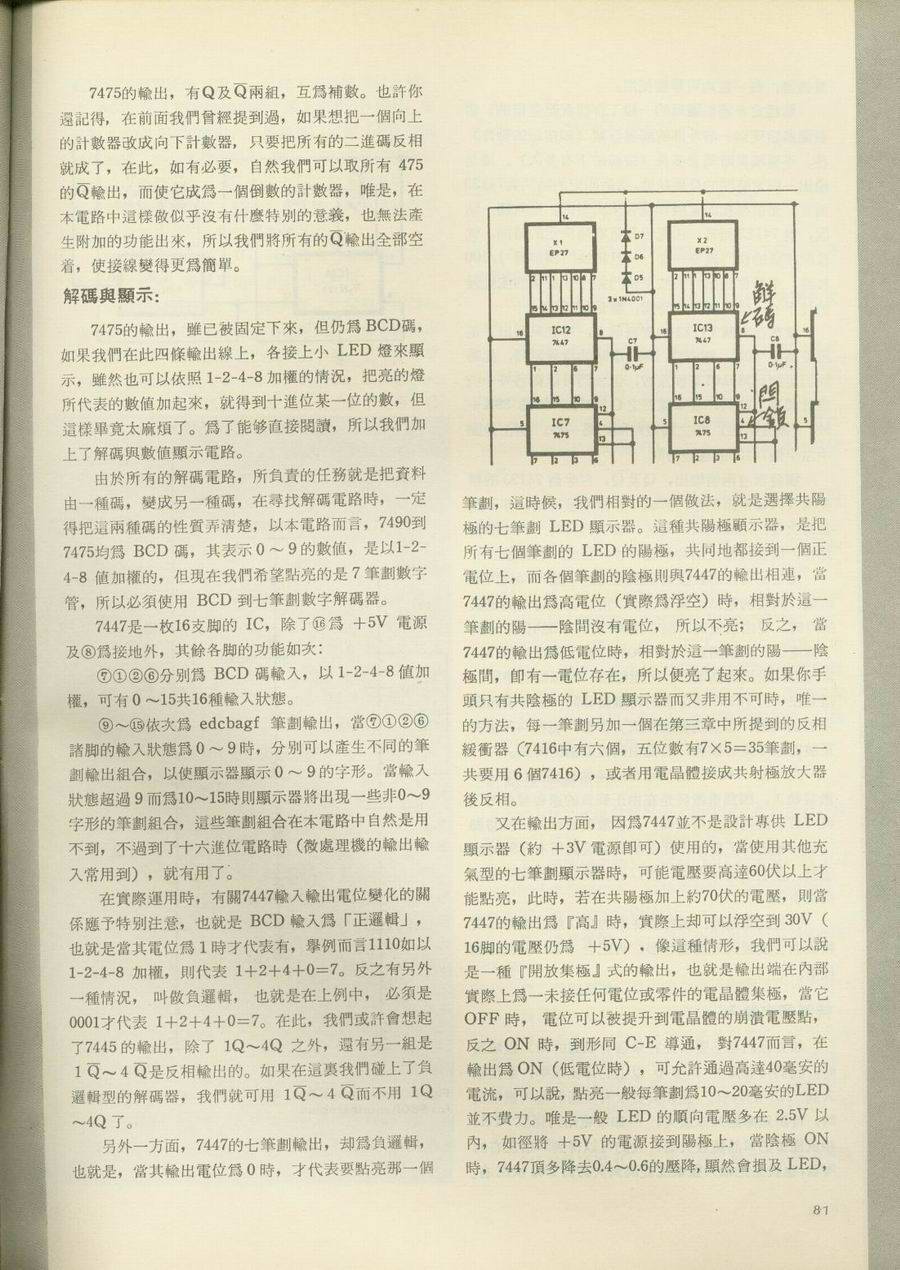 7475的輸出，有Q及Q̅兩組，互爲補數。也許你
還記得，在前面我們曾經提到過，如果想把一個向上
的計數器改成向下計數器，只要把所有的二進碼反相
就成了，在此，如有必要，自然我們可以取所有 475
的Q̅輸出，而使它成爲一個倒數的計數器，唯是，在
本電路中這樣做似乎沒有什麼特別的意義，也無法產
生附加的功能出來，所以我們將所有的Q̅輸出全部空
着，使接線變得更爲簡單。
解碼與顯示：
7475的輸出，雖已被固定下來，但仍爲 BCD碼，
如果我們在此四條輸出線上，各接上小 LED 燈來顯
示，雖然也可以依照 1-2-4-8 加權的情況，把亮的燈
所代表的數值加起來，就得到十進位某一位的數，但
這樣畢竟太麻煩了。爲了能够直接閱讀，所以我們加
上了解碼與數值顯示電路。
由於所有的解碼電路，所負責的任務就是把資料
由一種碼，變成另一種碼，在尋找解碼電路時，一定
得把這兩種碼的性質弄清楚，以本電路而言，7490到
7475均爲 BCD 碼，其表示 0 ～ 9 的數值，是以1-2-
4-8 值加權的，但現在我們希望點亮的是 7 筆劃數字
管，所以必須使用 BCD 到七筆劃數字解碼器。
7447是一枚16支脚的 IC，除了⑯爲 +5V 電源
及⑧爲接地外，其餘各脚的功能如次：
⑦①②⑥分別爲 BCD 碼輸入，以 1-2-4-8 值加
權，可有 0 ～15共16種輸入狀態。
⑨～⑮依次爲 edcbagf 筆劃輸出，當⑦①②⑥
諸脚的輸入狀態爲 0 ～ 9 時，分別可以產生不同的筆
劃輸出組合，以使顯示器顯示 0 ～ 9 的字形。當輸入
狀態超過 9 而爲10～15時則顯示器將出現一些非0～9
字形的筆劃組合，這些筆劃組合在本電路中自然是用
不到，不過到了十六進位電路時（微處理機的輸出輸
入常用到），就有用了。
在實際運用時，有關7447輸入輸出電位變化的關
係應予特別注意，也就是 BCD 輸入爲「正邏輯」，
也就是當其電位爲 1 時才代表有，舉例而言1110如以
1-2-4-8 加權，則代表 1+2+4+0=7。反之有另外
一種情況， 叫做負邏輯， 也就是在上例中， 必須是
0001才代表 1+2+4+0=7。在此，我們或許會想起
了7445 的輸出，除了 1Q～4Q 之外，還有另一組是
1 Q̅～ 4 Q̅是反相輸出的。如果在這裏我們碰上了負
邏輯型的解碼器，我們就可用 1Q̅～ 4 Q̅而不用 1Q
～4Q 了。
另外一方面，7447的七筆劃輸出，却爲負邏輯，
也就是，當其輸出電位爲 0 時，才代表要點亮那一個
14
14
X1
EP27
X2
EP27
D7
D6
D5
3 x 1N4001
12 11 1 13 10 8 7
12 11 1 13 10 8 7
15 14 13 12 11 10 9
15 14 13 12 11 10 9
16
IC12
7447
8
C7
0·1μF
16
IC13
7447
8
C8
0·1μF
16
解碼
1 2 6 7
1 2 6 7
16 15 10 9
16 15 10 9
5
IC7
7475
12
4
13
5
IC8
7475
12
4
13
5
閂鎖
7 2 3 6
7 2 3 6
筆劃，這時候，我們相對的一個做法，就是選擇共陽
極的七筆劃 LED 顯示器。這種共陽極顧示器，是把
所有七個筆劃的 LED 的陽極，共同地都接到一個正
電位上，而各個筆劃的陰極則與7447的輸出相連，當
7447的輸出爲高電位（實際爲浮空）時，相對於這一
筆劃的陽——陰間沒有電位， 所以不亮； 反之， 當
7447的輸出爲低電位時，相對於這一筆劃的陽——陰
極間，卽有一電位存在，所以便亮了起來。如果你手
頭只有共陰極的 LED 顯示器而又非用不可時，唯一
的方法，每一筆劃另加一個在第三章中所提到的反相
緩衝器（7416中有六個，五位數有7×5=35筆劃，一
共要用 6 個7416），或者用電晶體接成共射極放大器
後反相。
又在輸出方面， 因爲7447並不是設計專供 LED
顯示器（約 +3V 電源卽可）使用的，當使用其他充
氣型的七筆劃顯示器時，可能電壓要高達60伏以上才
能點亮，此時，若在共陽極加上約70伏的電壓，則當
7447的輸出爲『高』時，實際上却可以浮空到 30V（
16脚的電壓仍爲 +5V），像這種情形，我們可以說
是一種『開放集極』式的輸出，也就是輸出端在內部
實際上爲一未接任何電位或零件的電晶體集極，當它
OFF 時， 電位可以被提升到電晶體的崩潰電壓點，
反之 ON 時，到形同 C-E 導通， 對7447而言，在
輸出爲 ON（低電位時），可允許通過高達40毫安的
電流，可以說，點亮一般每筆劃爲10～20毫安的LED
並不費力。唯是一般 LED 的順向電壓多在 2.5V 以
內， 如徑將 +5V 的電源接到陽極上， 當陰極 ON
時，7447頂多降去0.4～0.6的壓降，顯然會損及 LED，
81